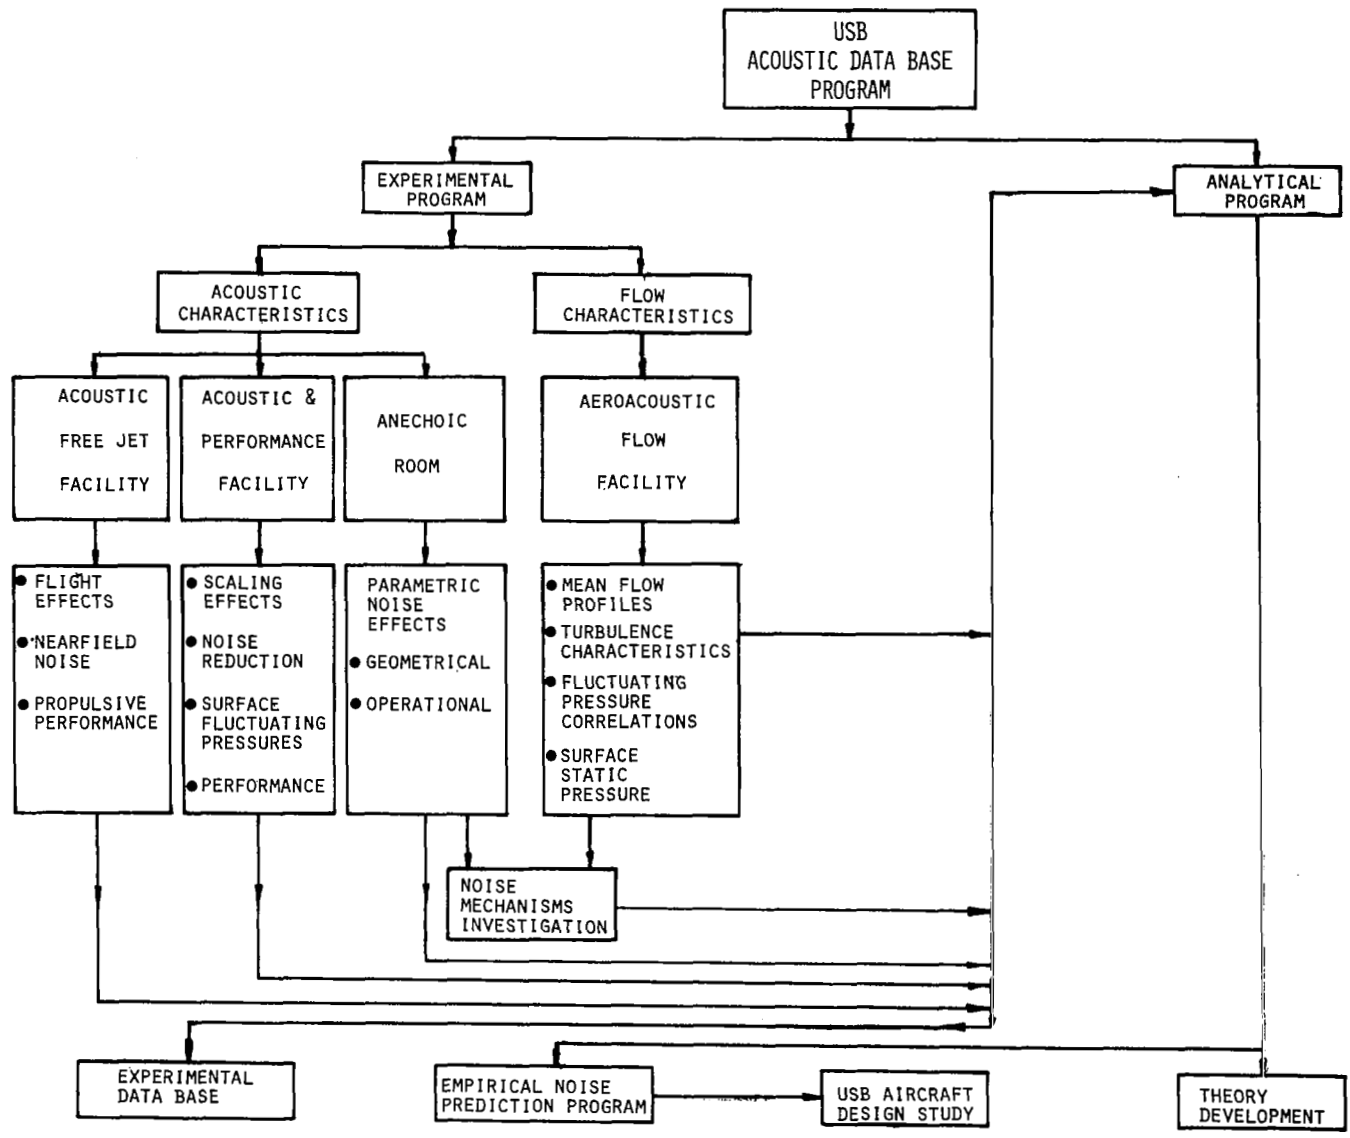 USB
ACOUSTIC DATA BASE
PROGRAM
EXPERIMENTAL
PROGRAM
ANALYTICAL
PROGRAM
ACOUSTIC
CHARACTERISTICS
FLOW
CHARACTERISTICS
ACOUSTIC
FREE JET
FACILITY
ACOUSTIC &
PERFORMANCE
FACILITY
ANECHOIC
ROOM
AEROACOUSTIC
FLOW
FACILITY
● FLIGHT
EFFECTS
● NEARFIELD
NOISE
● PROPULSIVE
PERFORMANCE
● SCALING
EFFECTS
● NOISE
REDUCTION
● SURFACE
FLUCTUATING
PRESSURES
● PERFORMANCE
PARAMETRIC
NOISE
EFFECTS
● GEOMETRICAL
● OPERATIONAL
● MEAN FLOW
PROFILES
● TURBULENCE
CHARACTERISTICS
● FLUCTUATING
PRESSURE
CORRELATIONS
● SURFACE
STATIC
PRESSURE
NOISE
MECHANISMS
INVESTIGATION
EXPERIMENTAL
DATA BASE
EMPIRICAL NOISE
PREDICTION PROGRAM
USB AIRCRAFT
DESIGN STUDY
THEORY
DEVELOPMENT